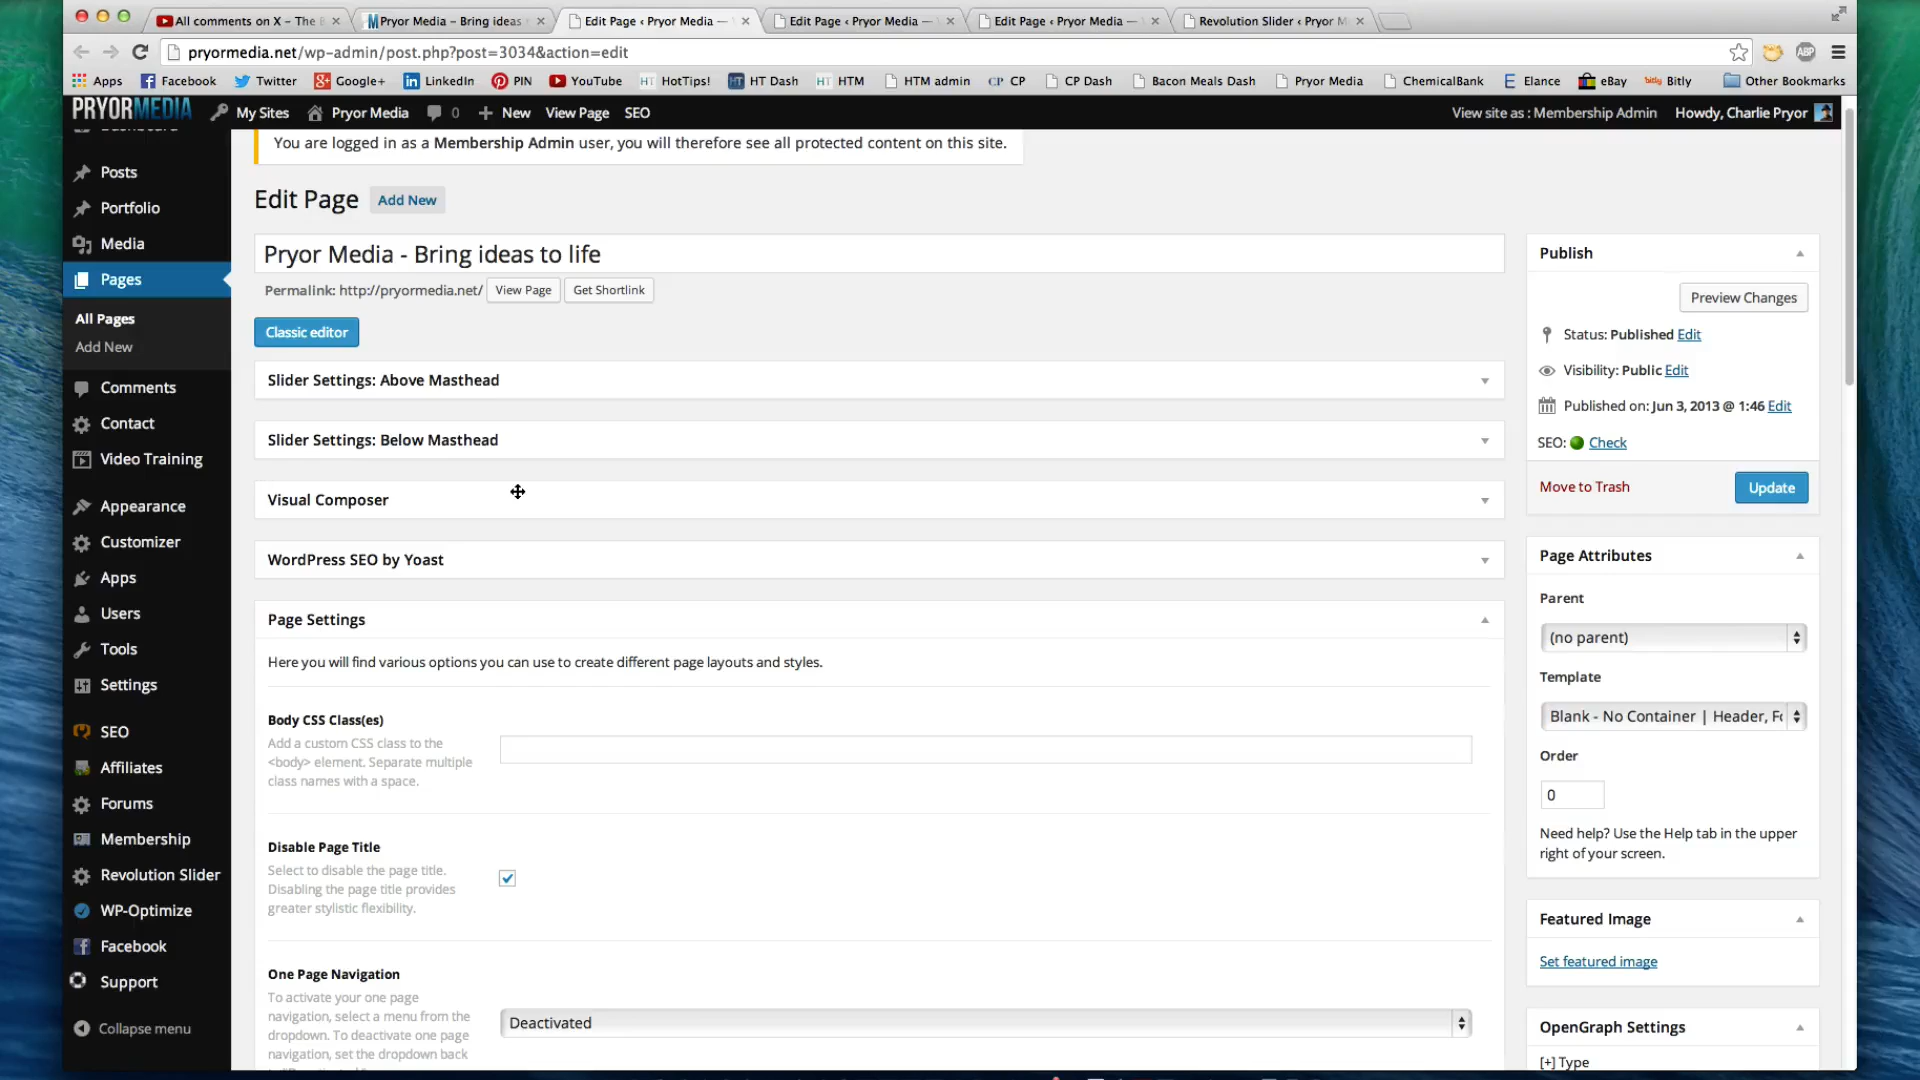 All comments on X – The B
Pryor Media – Bring ideas
Edit Page ‹ Pryor Media —
Edit Page ‹ Pryor Media —
Edit Page ‹ Pryor Media —
Revolution Slider ‹ Pryor M
pryormedia.net/wp-admin/post.php?post=3034&action=edit
ABP
Apps Facebook Twitter Google+ LinkedIn PIN YouTube HT HotTips! HT HT Dash HT HTM HTM admin CP CP CP Dash Bacon Meals Dash Pryor Media ChemicalBank E Elance eBay bitly Bitly Other Bookmarks
PRYORMEDIA My Sites Pryor Media 0 New View Page SEO View site as : Membership Admin Howdy, Charlie Pryor
Dashboard
Posts
Portfolio
Media
Pages
All Pages
Add New
Comments
Contact
Video Training
Appearance
Customizer
Apps
Users
Tools
Settings
SEO
Affiliates
Forums
Membership
Revolution Slider
WP-Optimize
Facebook
Support
Collapse menu
You are logged in as a Membership Admin user, you will therefore see all protected content on this site.
Edit Page Add New
Pryor Media - Bring ideas to life
Permalink: http://pryormedia.net/ View Page Get Shortlink
Classic editor
Slider Settings: Above Masthead
Slider Settings: Below Masthead
Visual Composer
WordPress SEO by Yoast
Page Settings
Here you will find various options you can use to create different page layouts and styles.
Body CSS Class(es)
Add a custom CSS class to the
<body> element. Separate multiple
class names with a space.
Disable Page Title
Select to disable the page title.
Disabling the page title provides
greater stylistic flexibility.
One Page Navigation
To activate your one page
navigation, select a menu from the
dropdown. To deactivate one page
navigation, set the dropdown back
Deactivated
Publish
Preview Changes
Status: Published Edit
Visibility: Public Edit
Published on: Jun 3, 2013 @ 1:46 Edit
SEO: Check
Move to Trash Update
Page Attributes
Parent
(no parent)
Template
Blank - No Container | Header, Fo
Order
0
Need help? Use the Help tab in the upper
right of your screen.
Featured Image
Set featured image
OpenGraph Settings
[+] Type